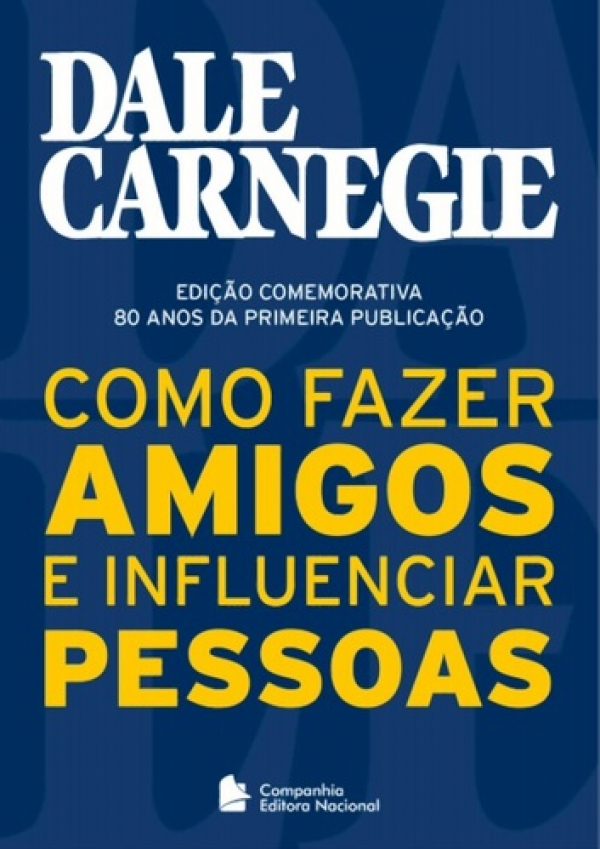 DALE
CARNEGIE
EDIÇÃO COMEMORATIVA
80 ANOS DA PRIMEIRA PUBLICAÇÃO
COMO FAZER
AMIGOS
E INFLUENCIAR
PESSOAS
Companhia
Editora Nacional